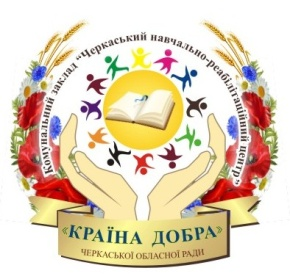 Комунальний заклад "Черкаський навчально-реабілітаційний центр"
«КРАЇНА ДОБРА»
ЧЕРКАСЬКОЇ ОБЛАСНОЇ РАДИ